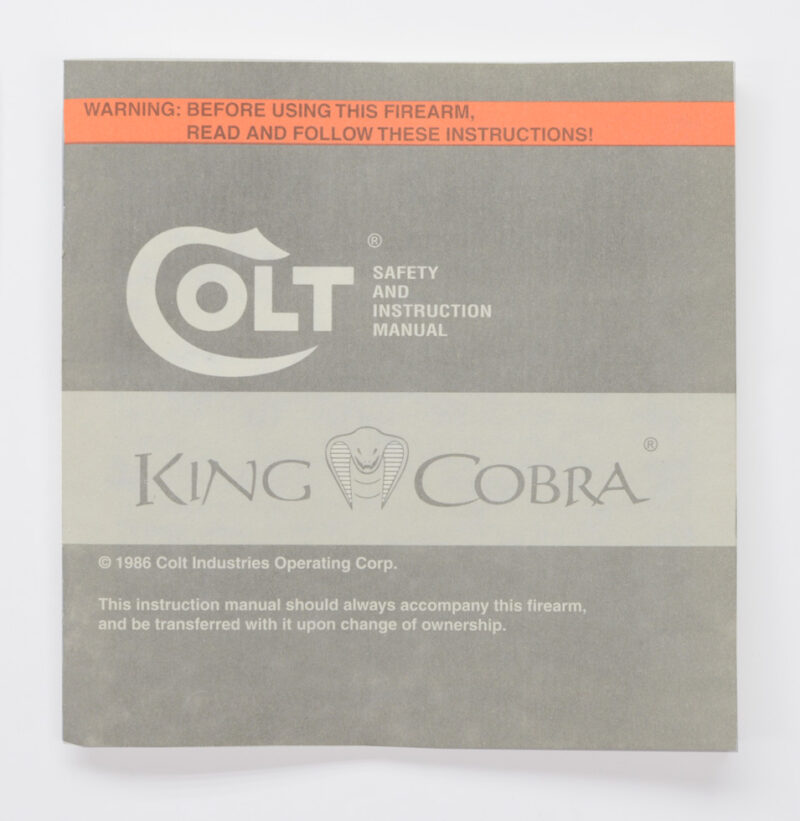 WARNING: BEFORE USING THIS FIREARM,
READ AND FOLLOW THESE INSTRUCTIONS!
COLT ®
SAFETY
AND
INSTRUCTION
MANUAL
KING COBRA ®
© 1986 Colt Industries Operating Corp.
This instruction manual should always accompany this firearm,
and be transferred with it upon change of ownership.